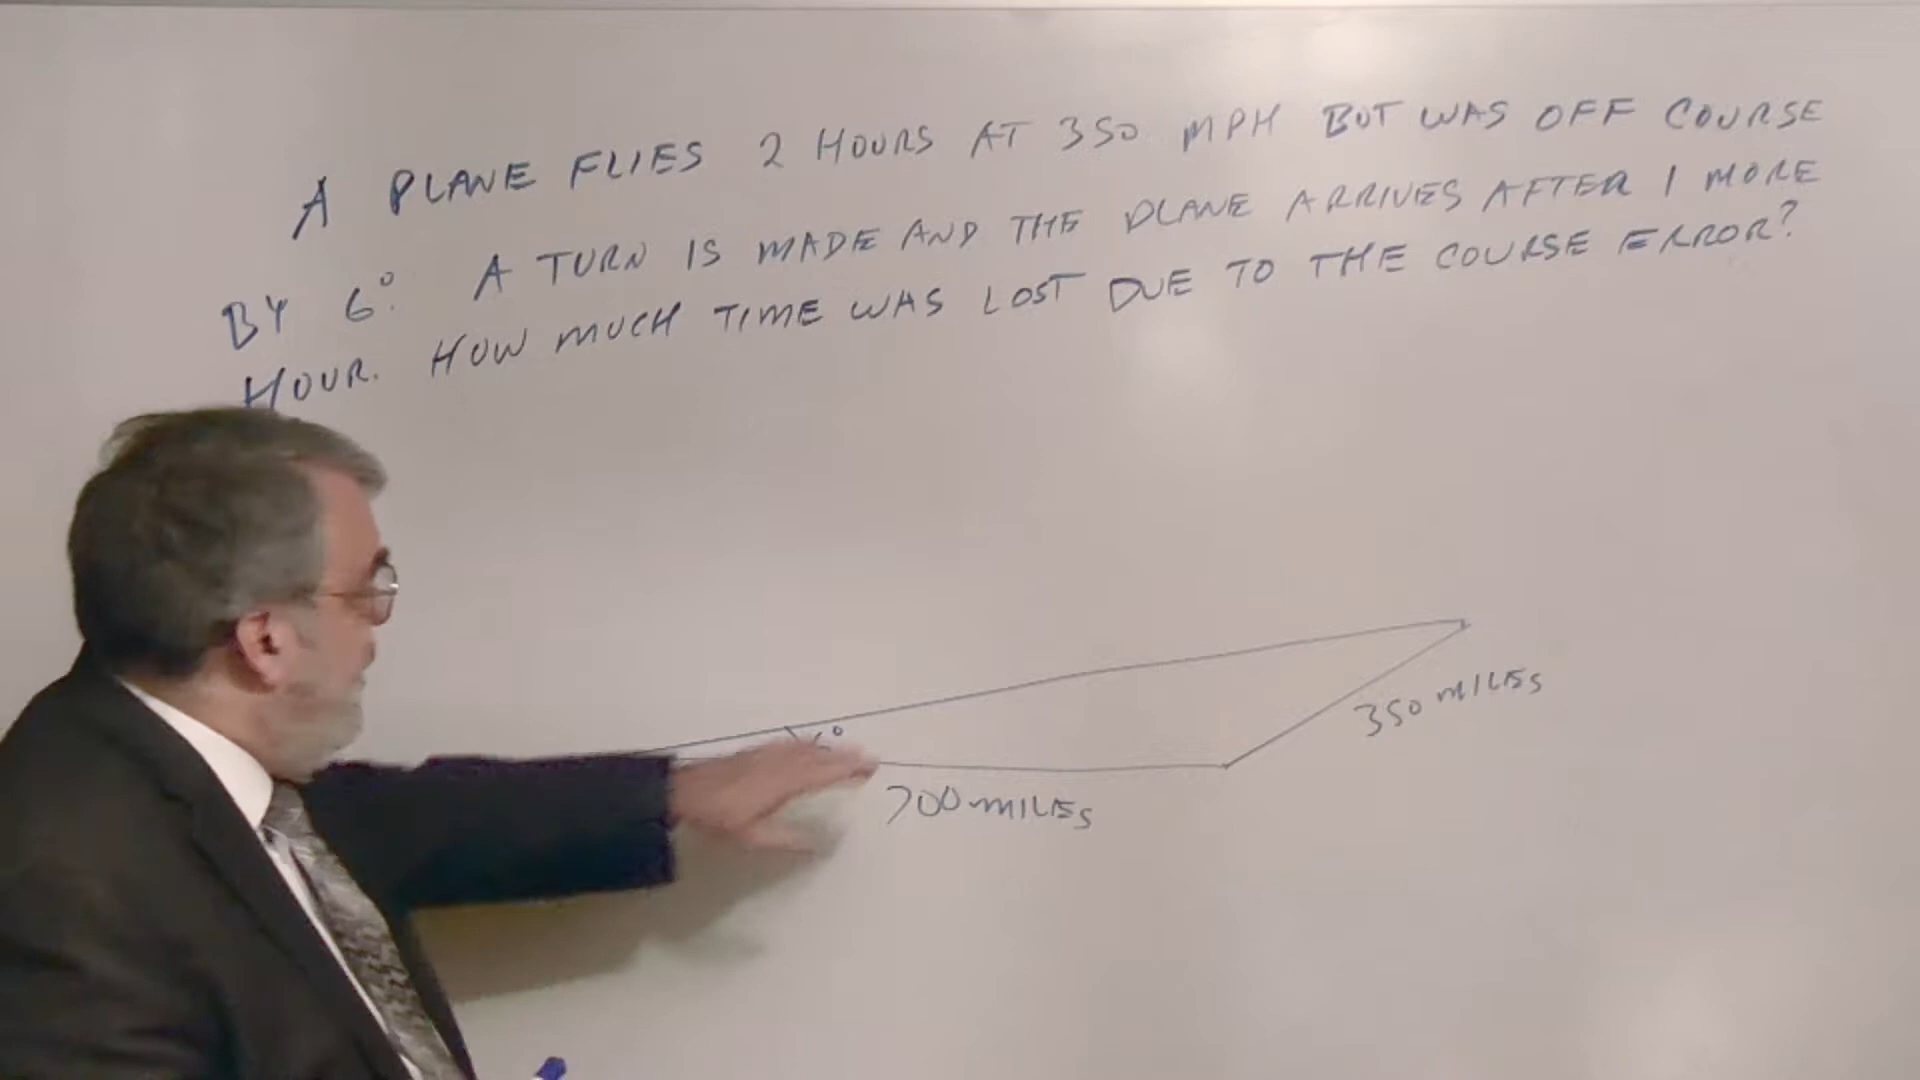 A PLANE FLIES 2 HOURS AT 350 MPH BUT WAS OFF COURSE
BY 6°. A TURN IS MADE AND THE PLANE ARRIVES AFTER 1 MORE
HOUR. HOW MUCH TIME WAS LOST DUE TO THE COURSE ERROR?
350 MILES
700 MILES